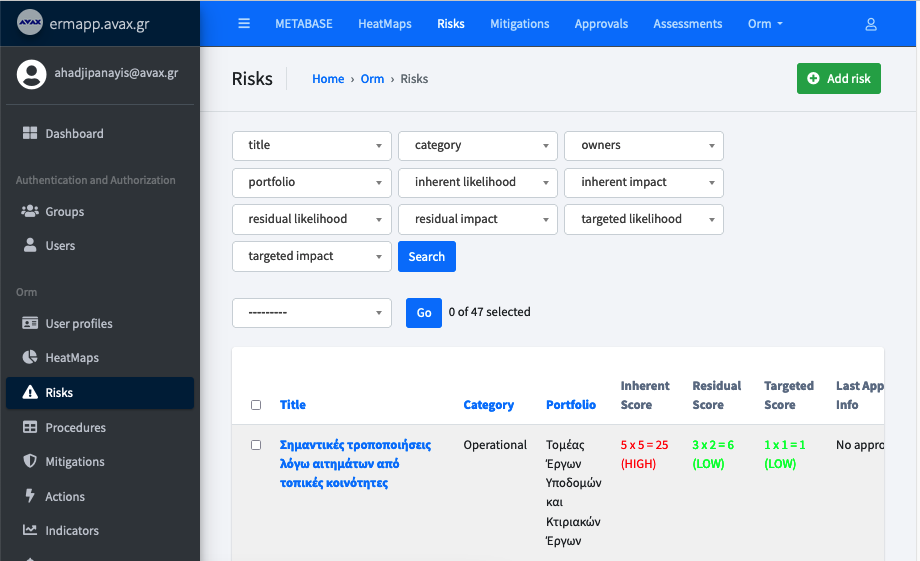 AVAX
ermapp.avax.gr
METABASE
HeatMaps
Risks
Mitigations
Approvals
Assessments
Orm
ahadjipanayis@avax.gr
Dashboard
Authentication and Authorization
Groups
Users
Orm
User profiles
HeatMaps
Risks
Procedures
Mitigations
Actions
Indicators
Risks
Home › Orm › Risks
Add risk
title
category
owners
portfolio
inherent likelihood
inherent impact
residual likelihood
residual impact
targeted likelihood
targeted impact
Search
---------
Go
0 of 47 selected
Title
Category
Portfolio
Inherent
Score
Residual
Score
Targeted
Score
Last App
Info
Σημαντικές τροποποιήσεις
λόγω αιτημάτων από
τοπικές κοινότητες
Operational
Τομέας
Έργων
Υποδομών
και
Κτιριακών
Έργων
5 x 5 = 25
(HIGH)
3 x 2 = 6
(LOW)
1 x 1 = 1
(LOW)
No appro